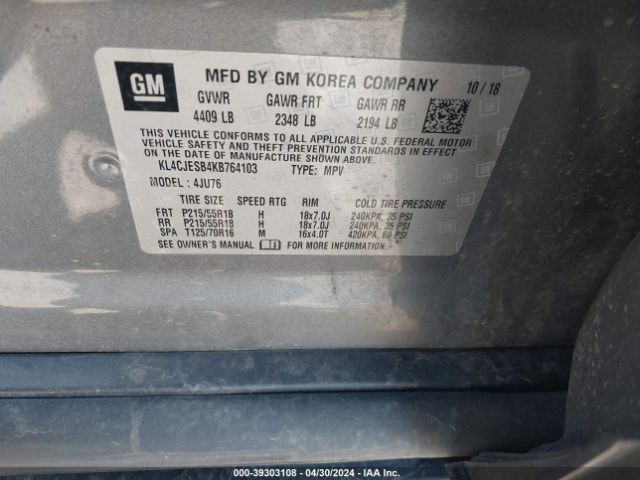 GM
MFD BY GM KOREA COMPANY 10/18
GVWR GAWR FRT GAWR RR
4409 LB 2348 LB 2194 LB
THIS VEHICLE CONFORMS TO ALL APPLICABLE U.S. FEDERAL MOTOR
VEHICLE SAFETY AND THEFT PREVENTION STANDARDS IN EFFECT
ON THE DATE OF MANUFACTURE SHOWN ABOVE.
KL4CJESB4KB764103 TYPE: MPV
MODEL: 4JU76
TIRE SIZE SPEED RTG RIM COLD TIRE PRESSURE
FRT P215/55R18 H 18x7.0J 240KPA, 35 PSI
RR P215/55R18 H 18x7.0J 240KPA, 35 PSI
SPA T125/70R16 M 16x4.0T 420KPA, 60 PSI
SEE OWNER'S MANUAL FOR MORE INFORMATION
000-39303108 - 04/30/2024 - IAA Inc.